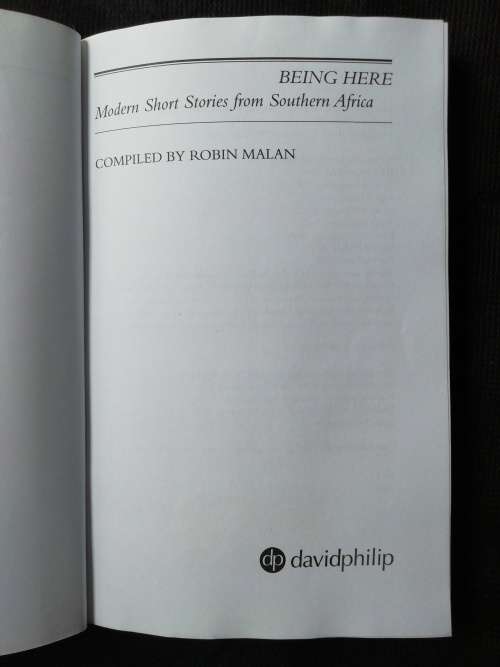 BEING HERE
Modern Short Stories from Southern Africa
COMPILED BY ROBIN MALAN
dp davidphilip